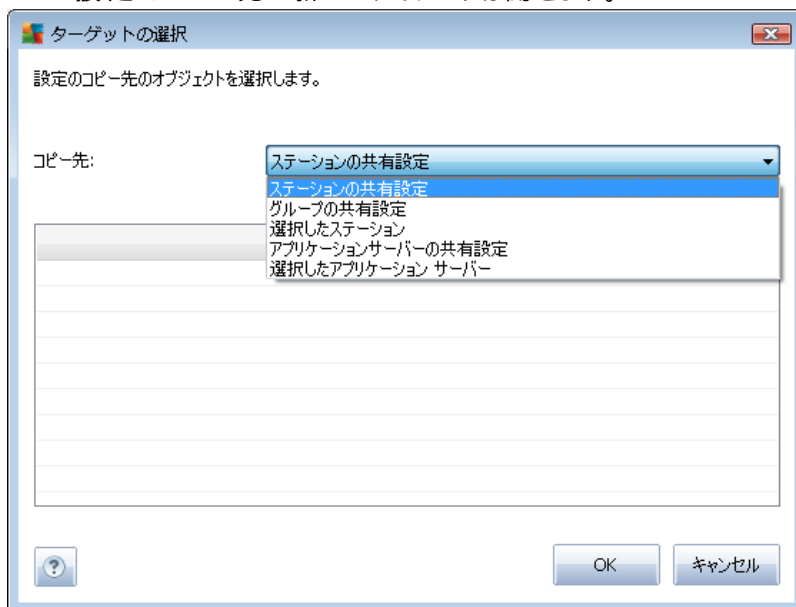 ターゲットの選択
設定のコピー先のオブジェクトを選択します。
コピー先:
ステーションの共有設定
ステーションの共有設定
グループの共有設定
選択したステーション
アプリケーションサーバーの共有設定
選択したアプリケーション サーバー
?
OK
キャンセル